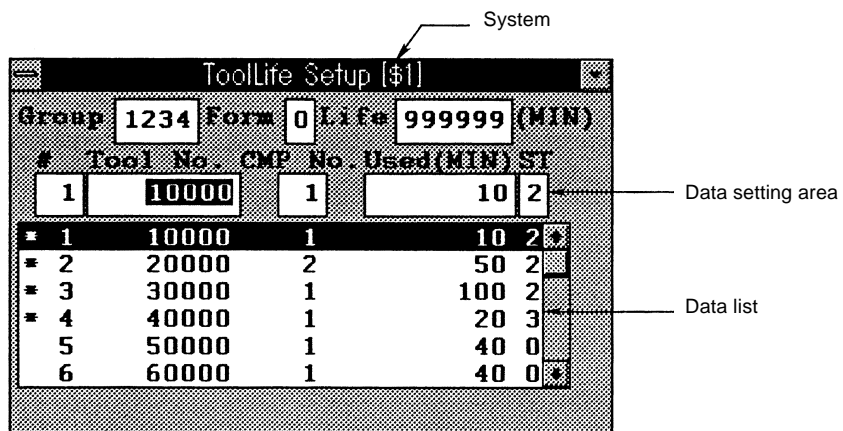 System
ToolLife Setup [$1]
Group 1234 Form 0 Life 999999 (MIN)
# Tool No. CMP No. Used(MIN) ST
1 10000 1 10 2
Data setting area
* 1 10000 1 10 2
* 2 20000 2 50 2
* 3 30000 1 100 2
Data list
* 4 40000 1 20 3
5 50000 1 40 0
6 60000 1 40 0